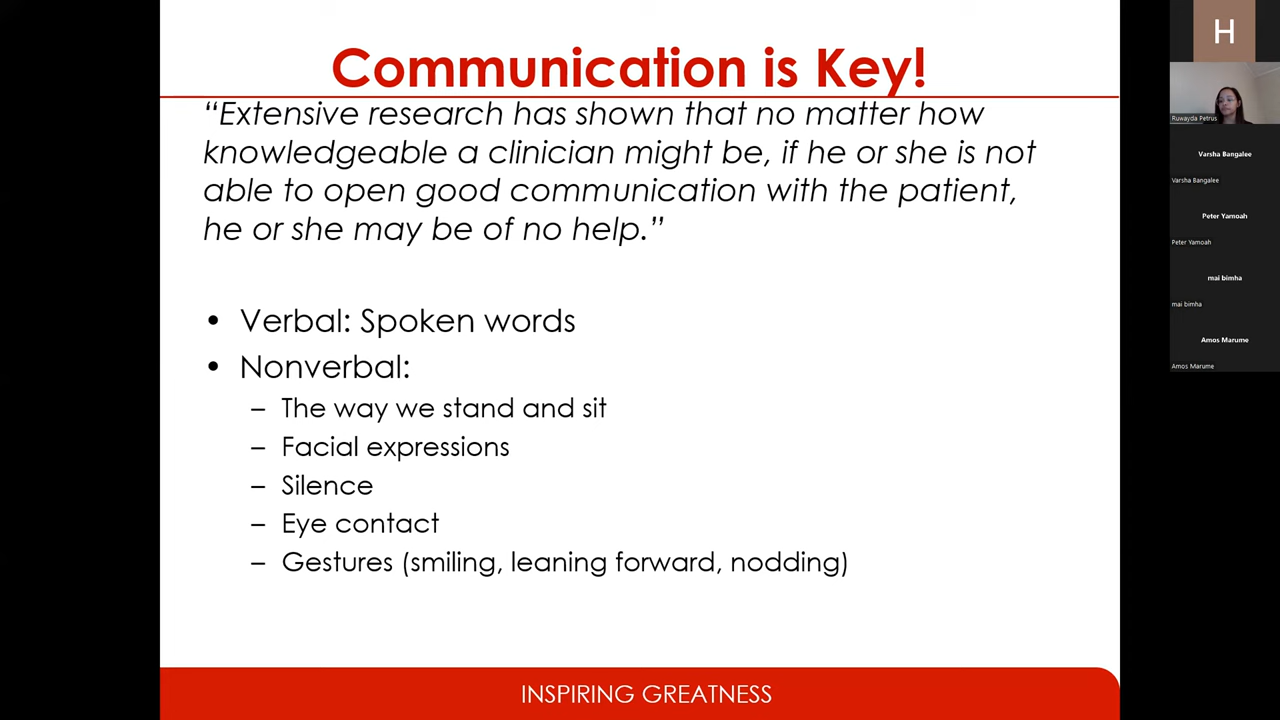 Communication is Key!
“Extensive research has shown that no matter how
knowledgeable a clinician might be, if he or she is not
able to open good communication with the patient,
he or she may be of no help.”
• Verbal: Spoken words
• Nonverbal:
– The way we stand and sit
– Facial expressions
– Silence
– Eye contact
– Gestures (smiling, leaning forward, nodding)
INSPIRING GREATNESS
H
Ruwayda Petrus
Varsha Bangalee
Varsha Bangalee
Peter Yamoah
Peter Yamoah
mai bimha
mai bimha
Amos Marume
Amos Marume